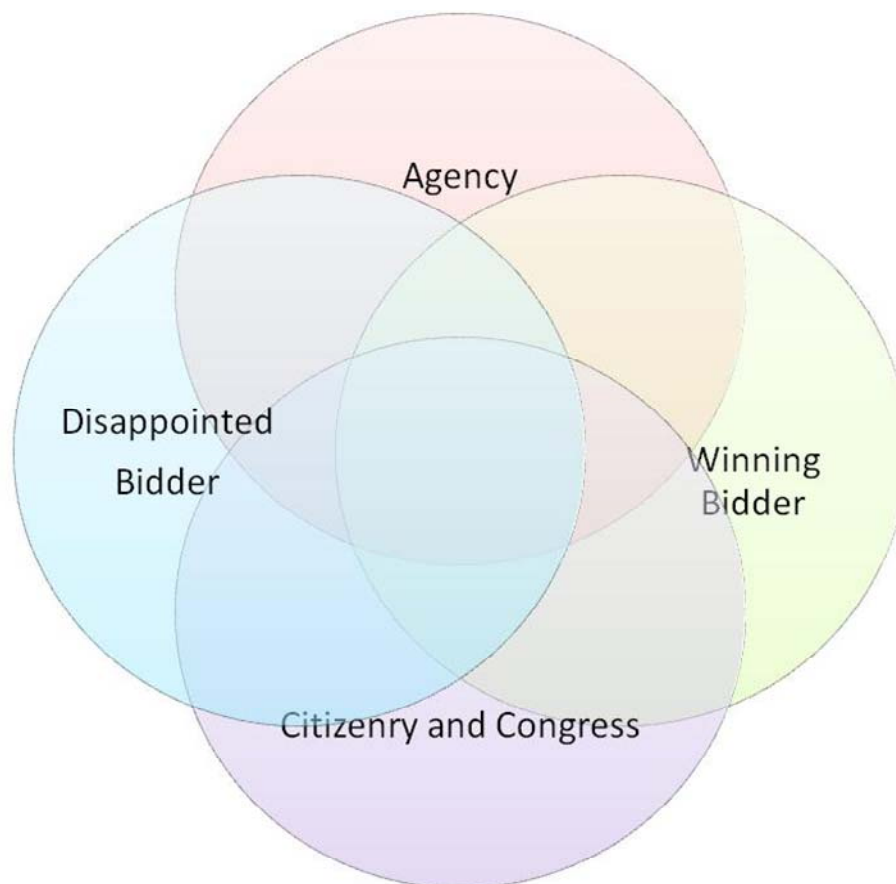 Agency
Disappointed
Bidder
Winning
Bidder
Citizenry and Congress